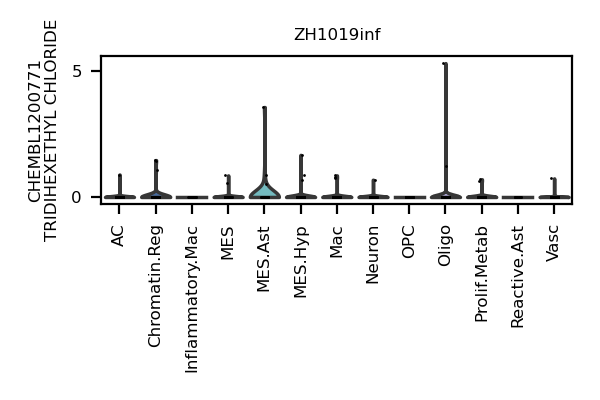 ZH1019inf
CHEMBL1200771
TRIDIHEXETHYL CHLORIDE
5
0
AC
Chromatin.Reg
Inflammatory.Mac
MES
MES.Ast
MES.Hyp
Mac
Neuron
OPC
Oligo
Prolif.Metab
Reactive.Ast
Vasc